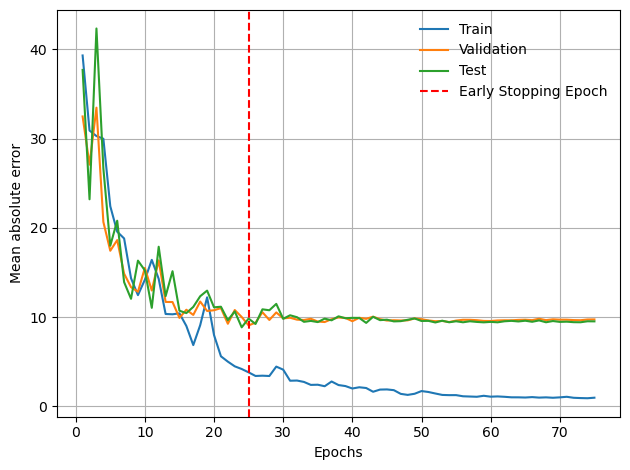 Train
Validation
Test
Early Stopping Epoch
Mean absolute error
40
30
20
10
0
0 10 20 30 40 50 60 70
Epochs